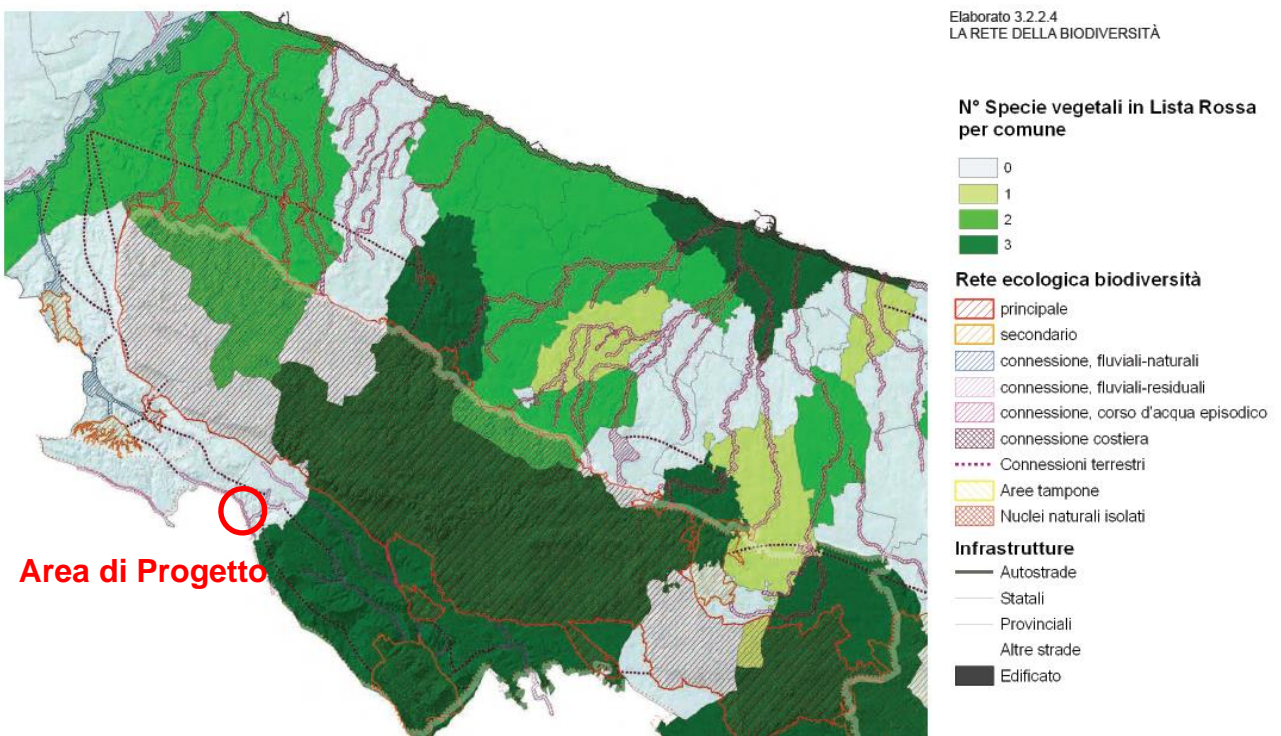 Elaborato 3.2.2.4
LA RETE DELLA BIODIVERSITÀ
N° Specie vegetali in Lista Rossa
per comune
0
1
2
3
Rete ecologica biodiversità
principale
secondario
connessione, fluviali-naturali
connessione, fluviali-residuali
connessione, corso d'acqua episodico
connessione costiera
Connessioni terrestri
Aree tampone
Nuclei naturali isolati
Infrastrutture
Autostrade
Statali
Provinciali
Altre strade
Edificato
Area di Progetto